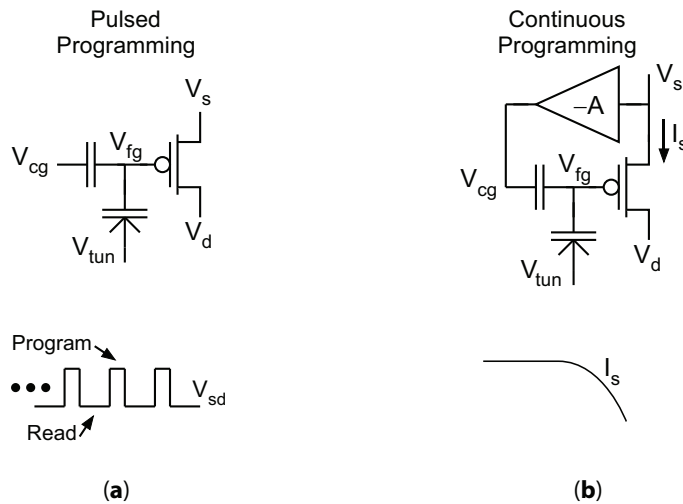 Pulsed
Programming
V_s
V_fg
V_cg
V_d
V_tun
Program
V_sd
Read
(a)
Continuous
Programming
V_s
–A
I_s
V_fg
V_cg
V_d
V_tun
I_s
(b)